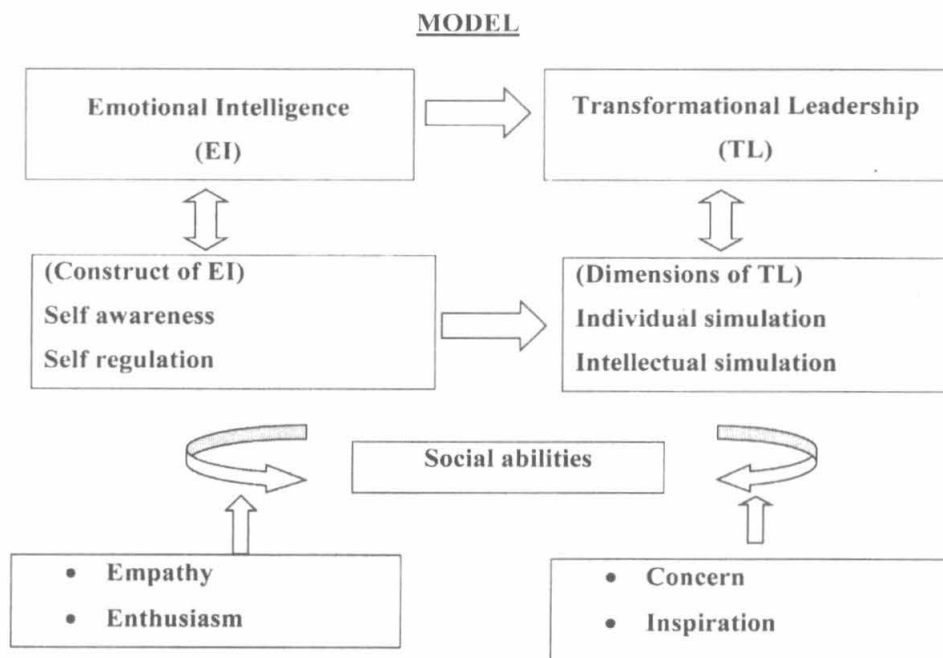 MODEL
Emotional Intelligence
(EI)
Transformational Leadership
(TL)
(Construct of EI)
Self awareness
Self regulation
(Dimensions of TL)
Individual simulation
Intellectual simulation
Social abilities
• Empathy
• Enthusiasm
• Concern
• Inspiration